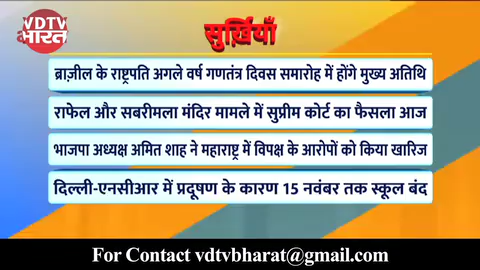 VDTV
भारत
सुर्ख़ियाँ
ब्राज़ील के राष्ट्रपति अगले वर्ष गणतंत्र दिवस समारोह में होंगे मुख्य अतिथि
राफेल और सबरीमला मंदिर मामले में सुप्रीम कोर्ट का फैसला आज
भाजपा अध्यक्ष अमित शाह ने महाराष्ट्र में विपक्ष के आरोपों को किया खारिज
दिल्ली-एनसीआर में प्रदूषण के कारण 15 नवंबर तक स्कूल बंद
For Contact vdtvbharat@gmail.com